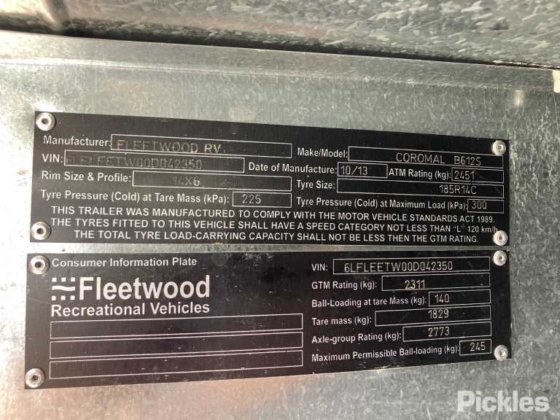 Manufacturer: FLEETWOOD RV. Make/Model: COROMAL B612S
VIN: 6LFLEETW00D042350 Date of Manufacture: 10/13 ATM Rating (kg): 2451
Rim Size & Profile: 14X6 Tyre Size: 185R14C
Tyre Pressure (Cold) at Tare Mass (kPa): 225 Tyre Pressure (Cold) at Maximum Load (kPa): 300
THIS TRAILER WAS MANUFACTURED TO COMPLY WITH THE MOTOR VEHICLE STANDARDS ACT 1989.
THE TYRES FITTED TO THIS VEHICLE SHALL HAVE A SPEED CATEGORY NOT LESS THAN "L" 120 km/h.
THE TOTAL TYRE LOAD-CARRYING CAPACITY SHALL NOT BE LESS THEN THE GTM RATING.
Consumer Information Plate
Fleetwood
Recreational Vehicles
VIN: 6LFLEETW00D042350
GTM Rating (kg): 2311
Ball-Loading at tare Mass (kg): 140
Tare mass (kg): 1829
Axle-group Rating (kg): 2773
Maximum Permissible Ball-loading (kg): 245
Pickles